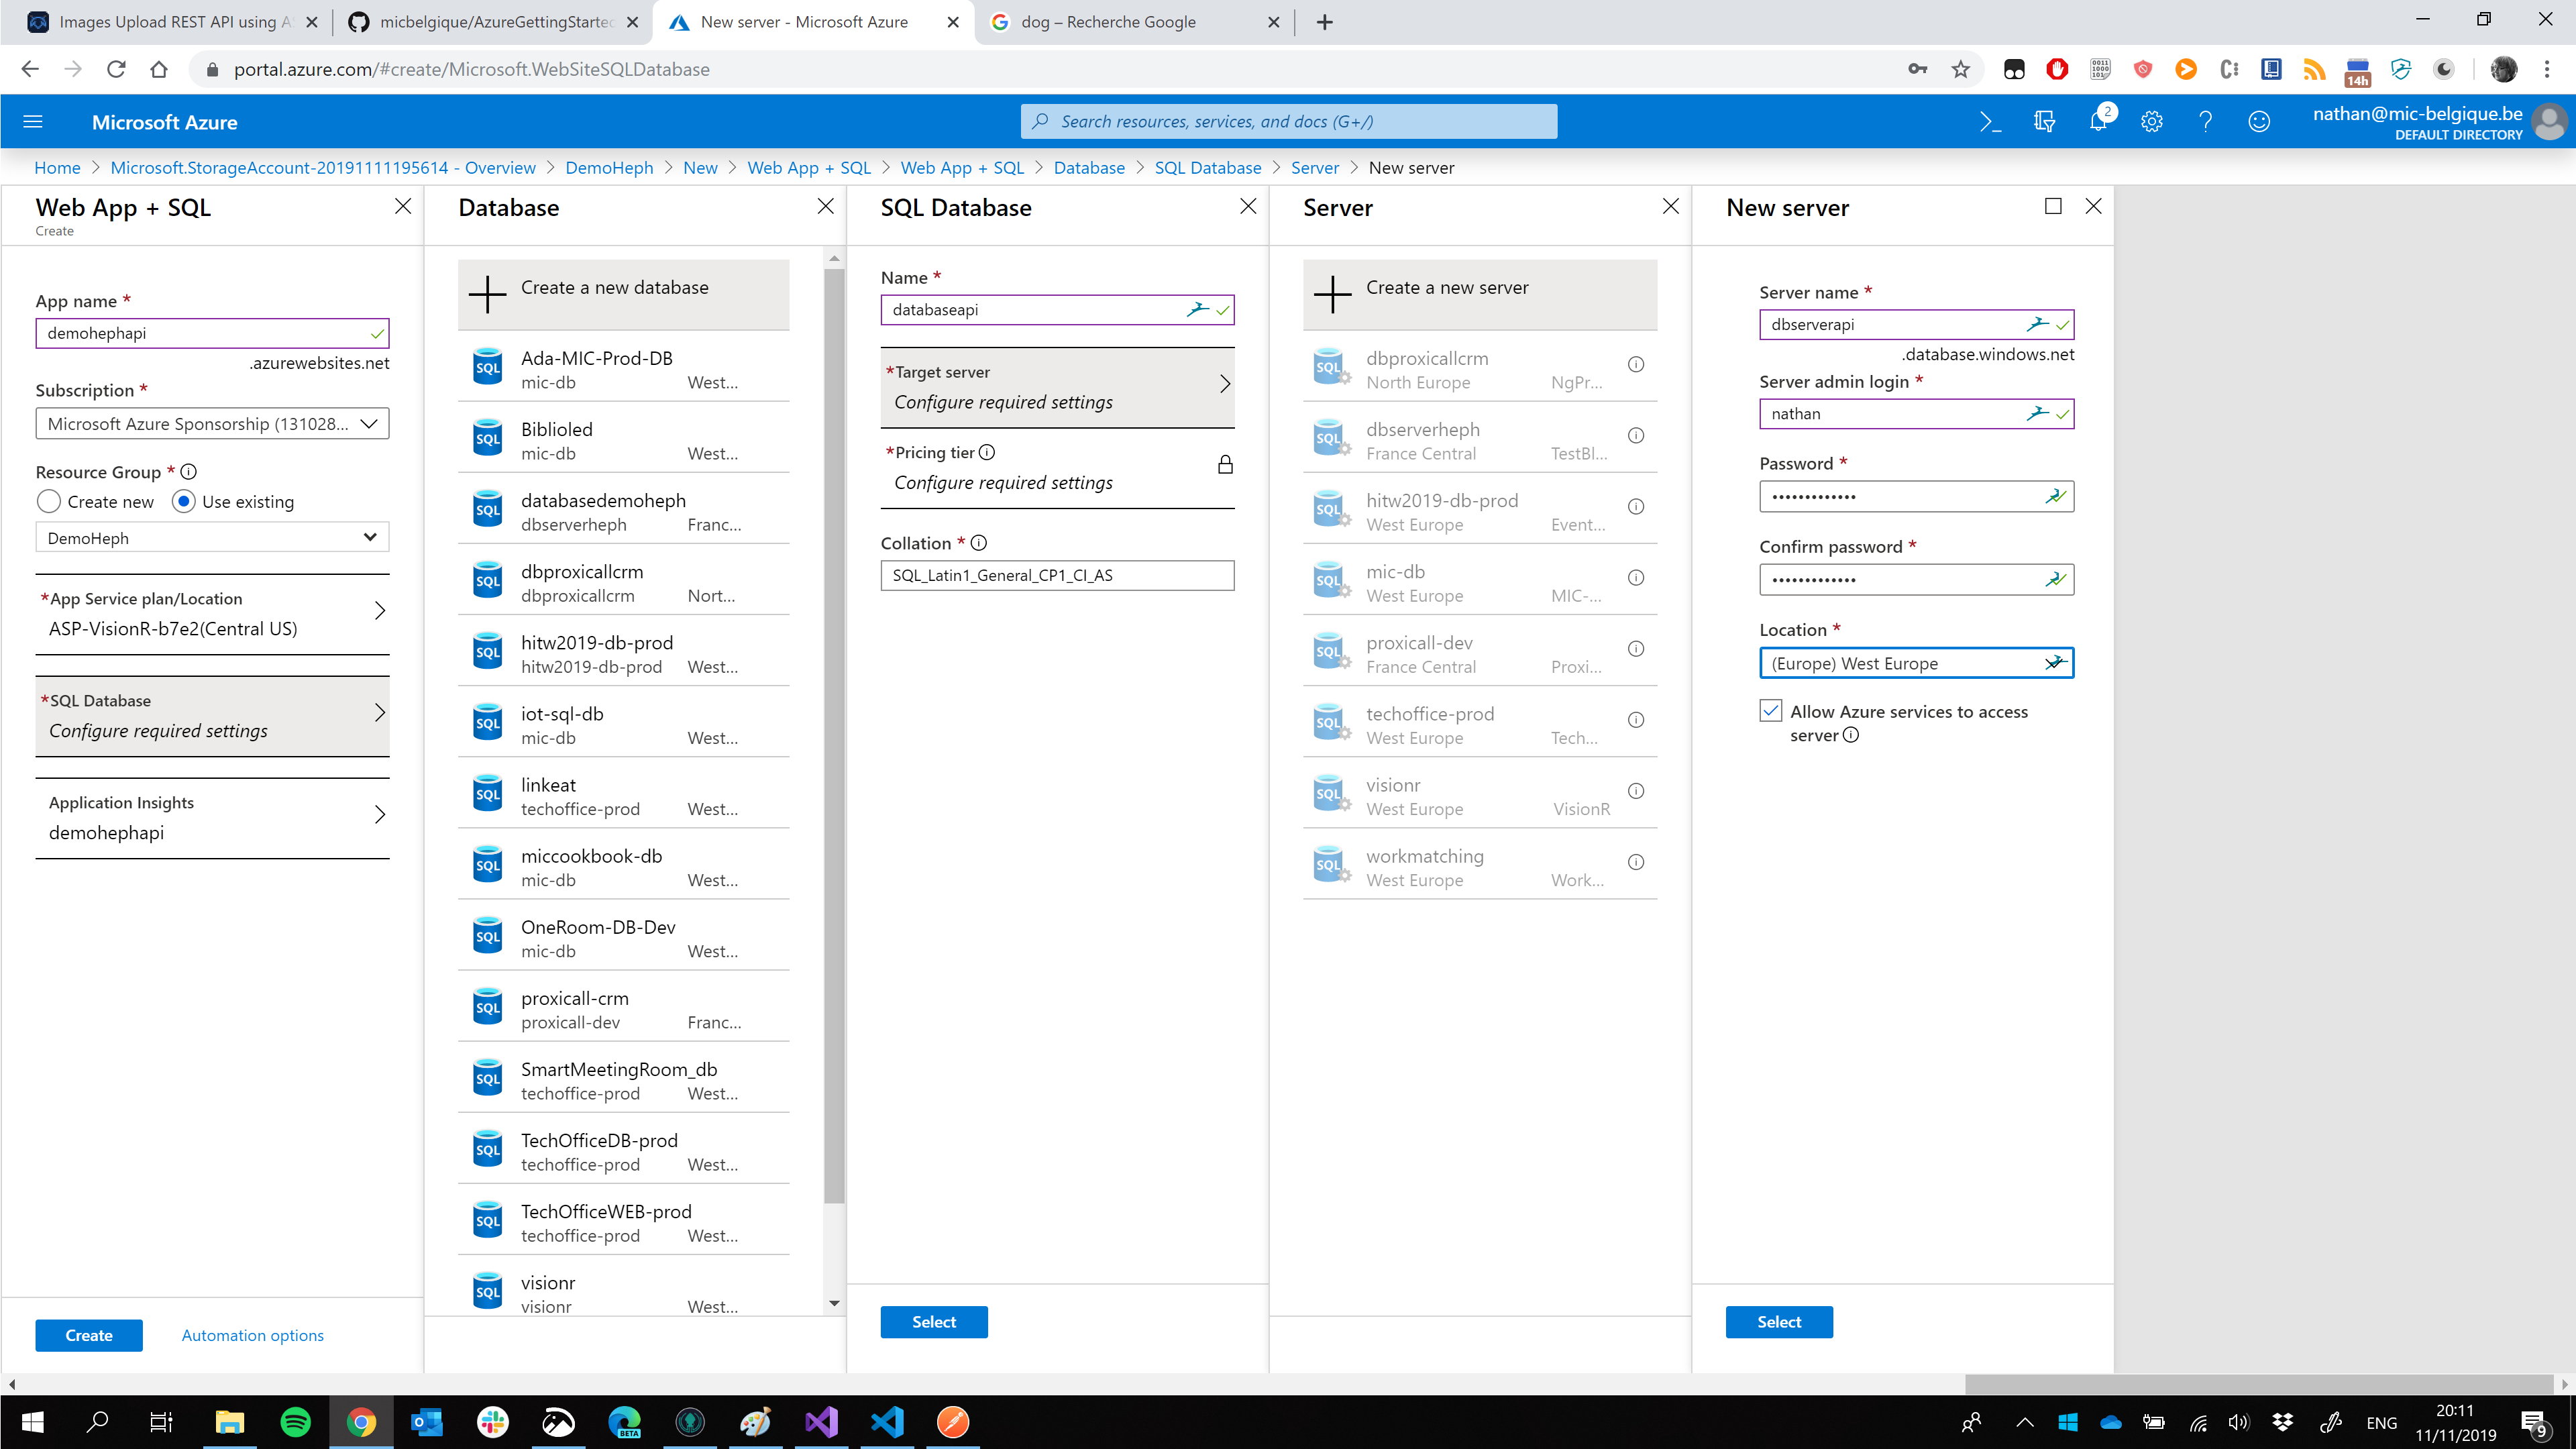 Images Upload REST API using A
micbelgique/AzureGettingStarted
New server - Microsoft Azure
dog – Recherche Google
portal.azure.com/#create/Microsoft.WebSiteSQLDatabase
14h
Microsoft Azure
Search resources, services, and docs (G+/)
2
nathan@mic-belgique.be
DEFAULT DIRECTORY
Home > Microsoft.StorageAccount-20191111195614 - Overview > DemoHeph > New > Web App + SQL > Web App + SQL > Database > SQL Database > Server > New server
Web App + SQL
Create
App name *
demohephapi
.azurewebsites.net
Subscription *
Microsoft Azure Sponsorship (131028...
Resource Group *
Create new
Use existing
DemoHeph
*App Service plan/Location
ASP-VisionR-b7e2(Central US)
*SQL Database
Configure required settings
Application Insights
demohephapi
Create
Automation options
Database
Create a new database
Ada-MIC-Prod-DB
mic-db West...
Biblioled
mic-db West...
databasedemoheph
dbserverheph Franc...
dbproxicallcrm
dbproxicallcrm Nort...
hitw2019-db-prod
hitw2019-db-prod West...
iot-sql-db
mic-db West...
linkeat
techoffice-prod West...
miccookbook-db
mic-db West...
OneRoom-DB-Dev
mic-db West...
proxicall-crm
proxicall-dev Franc...
SmartMeetingRoom_db
techoffice-prod West...
TechOfficeDB-prod
techoffice-prod West...
TechOfficeWEB-prod
techoffice-prod West...
visionr
visionr West...
SQL Database
Name *
databaseapi
*Target server
Configure required settings
*Pricing tier
Configure required settings
Collation *
SQL_Latin1_General_CP1_CI_AS
Select
Server
Create a new server
dbproxicallcrm
North Europe NgPr...
dbserverheph
France Central TestBl...
hitw2019-db-prod
West Europe Event...
mic-db
West Europe MIC-...
proxicall-dev
France Central Proxi...
techoffice-prod
West Europe Tech...
visionr
West Europe VisionR
workmatching
West Europe Work...
New server
Server name *
dbserverapi
.database.windows.net
Server admin login *
nathan
Password *
•••••••••••••
Confirm password *
•••••••••••••
Location *
(Europe) West Europe
Allow Azure services to access
server
Select
BETA
ENG
20:11
11/11/2019
9